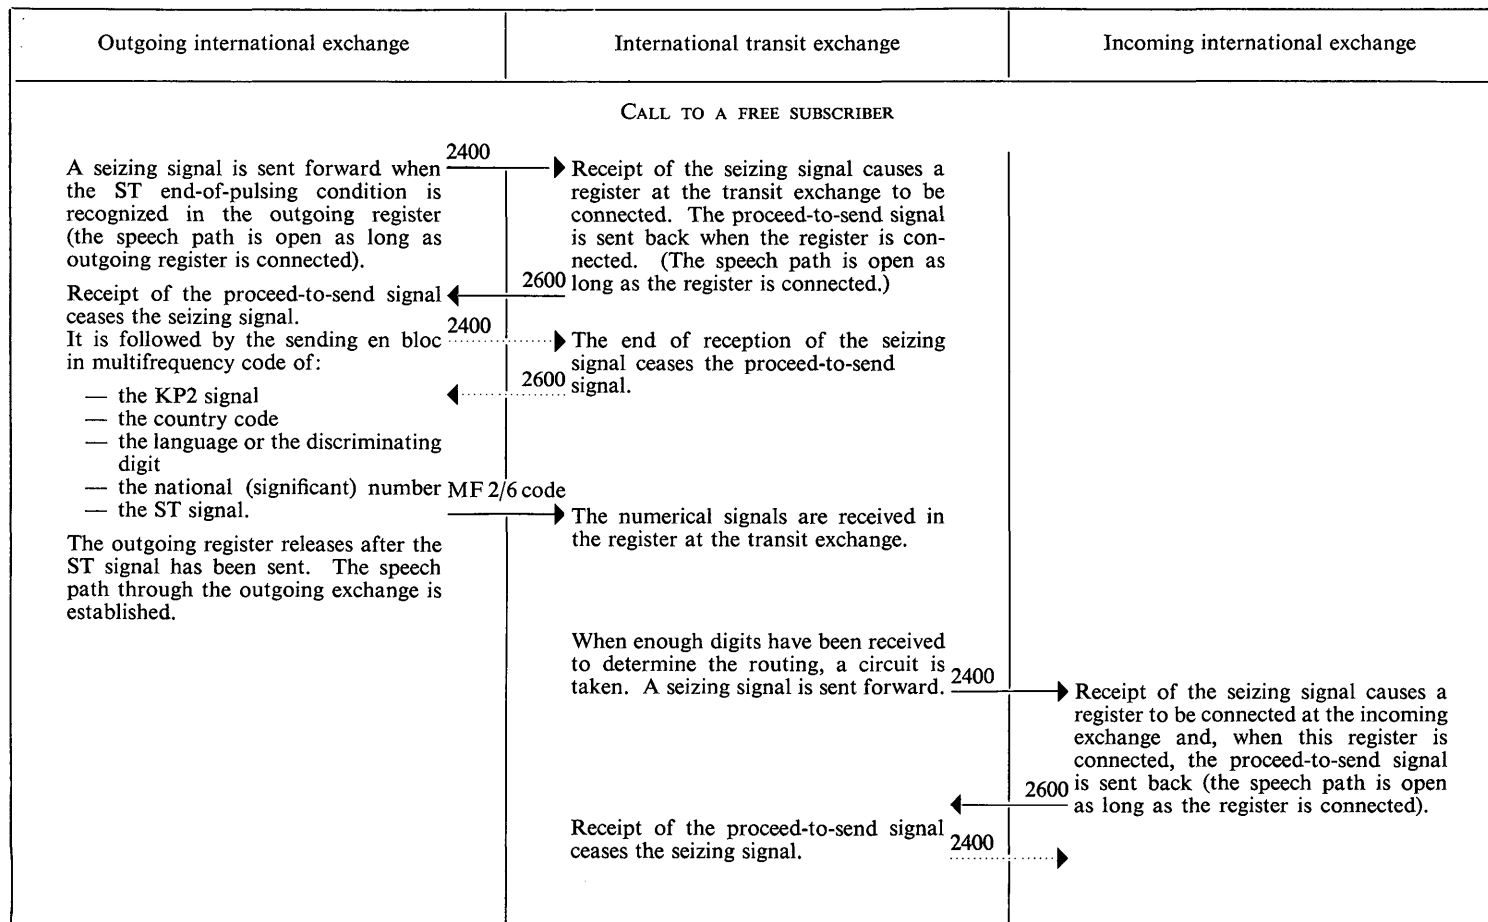 Outgoing international exchange
International transit exchange
Incoming international exchange
CALL TO A FREE SUBSCRIBER
A seizing signal is sent forward when
the ST end-of-pulsing condition is
recognized in the outgoing register
(the speech path is open as long as
outgoing register is connected).
2400
Receipt of the seizing signal causes a
register at the transit exchange to be
connected. The proceed-to-send signal
is sent back when the register is con-
nected. (The speech path is open as
long as the register is connected.)
2600
Receipt of the proceed-to-send signal
ceases the seizing signal.
It is followed by the sending en bloc
in multifrequency code of:
2400
The end of reception of the seizing
signal ceases the proceed-to-send
signal.
2600
— the KP2 signal
— the country code
— the language or the discriminating
digit
— the national (significant) number
— the ST signal.
MF 2/6 code
The numerical signals are received in
the register at the transit exchange.
The outgoing register releases after the
ST signal has been sent. The speech
path through the outgoing exchange is
established.
When enough digits have been received
to determine the routing, a circuit is
taken. A seizing signal is sent forward.
2400
Receipt of the seizing signal causes a
register to be connected at the incoming
exchange and, when this register is
connected, the proceed-to-send signal
is sent back (the speech path is open
as long as the register is connected).
2600
Receipt of the proceed-to-send signal
ceases the seizing signal.
2400